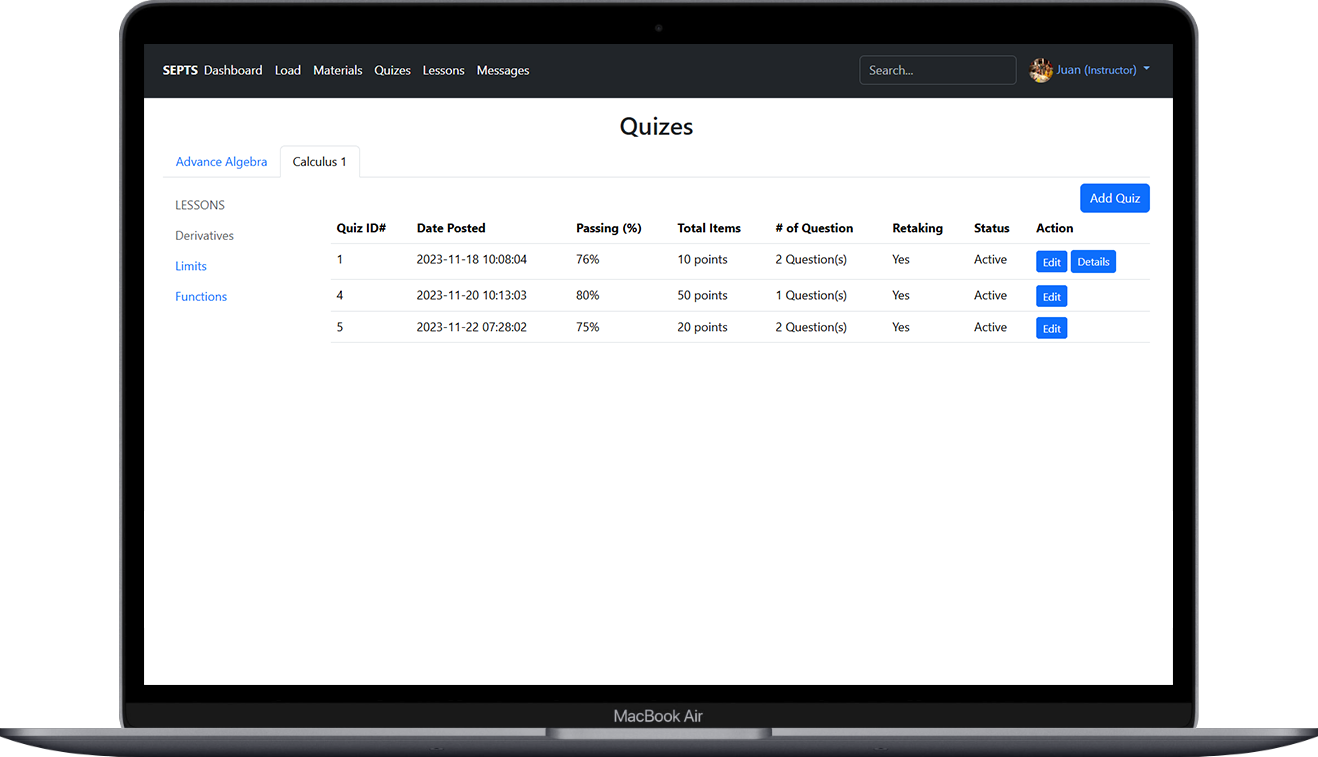 SEPTS Dashboard Load Materials Quizes Lessons Messages Search... Juan (Instructor)
Quizes
Advance Algebra Calculus 1
Add Quiz
LESSONS
Derivatives
Limits
Functions
Quiz ID# Date Posted Passing (%) Total Items # of Question Retaking Status Action
1 2023-11-18 10:08:04 76% 10 points 2 Question(s) Yes Active Edit Details
4 2023-11-20 10:13:03 80% 50 points 1 Question(s) Yes Active Edit
5 2023-11-22 07:28:02 75% 20 points 2 Question(s) Yes Active Edit
MacBook Air